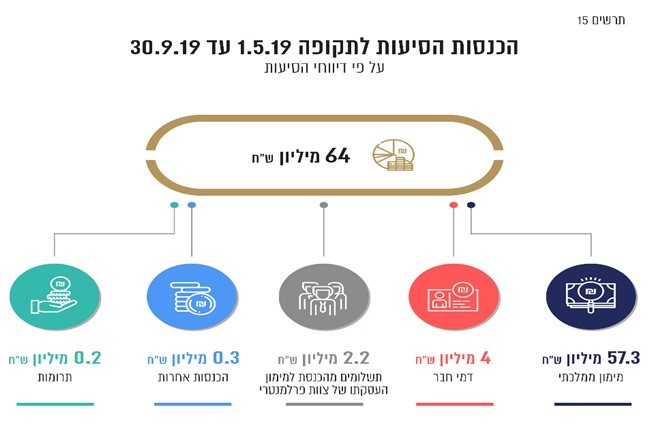 תרשים 15
הכנסות הסיעות לתקופה 1.5.19 עד 30.9.19
על פי דיווחי הסיעות
64 מיליון ש"ח
57.3 מיליון ש"ח
מימון ממלכתי
4 מיליון ש"ח
דמי חבר
2.2 מיליון ש"ח
תשלומים מהכנסת למימון
העסקתו של צוות פרלמנטרי
0.3 מיליון ש"ח
הכנסות אחרות
0.2 מיליון ש"ח
תרומות